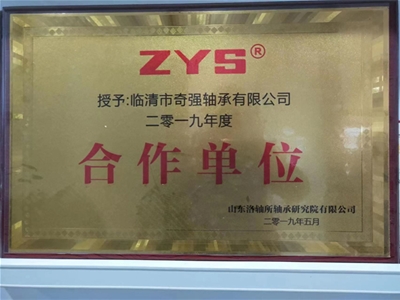 ZYS®
授予:临清市奇强轴承有限公司
二零一九年度
合作单位
山东洛轴所轴承研究院有限公司
二零一九年五月